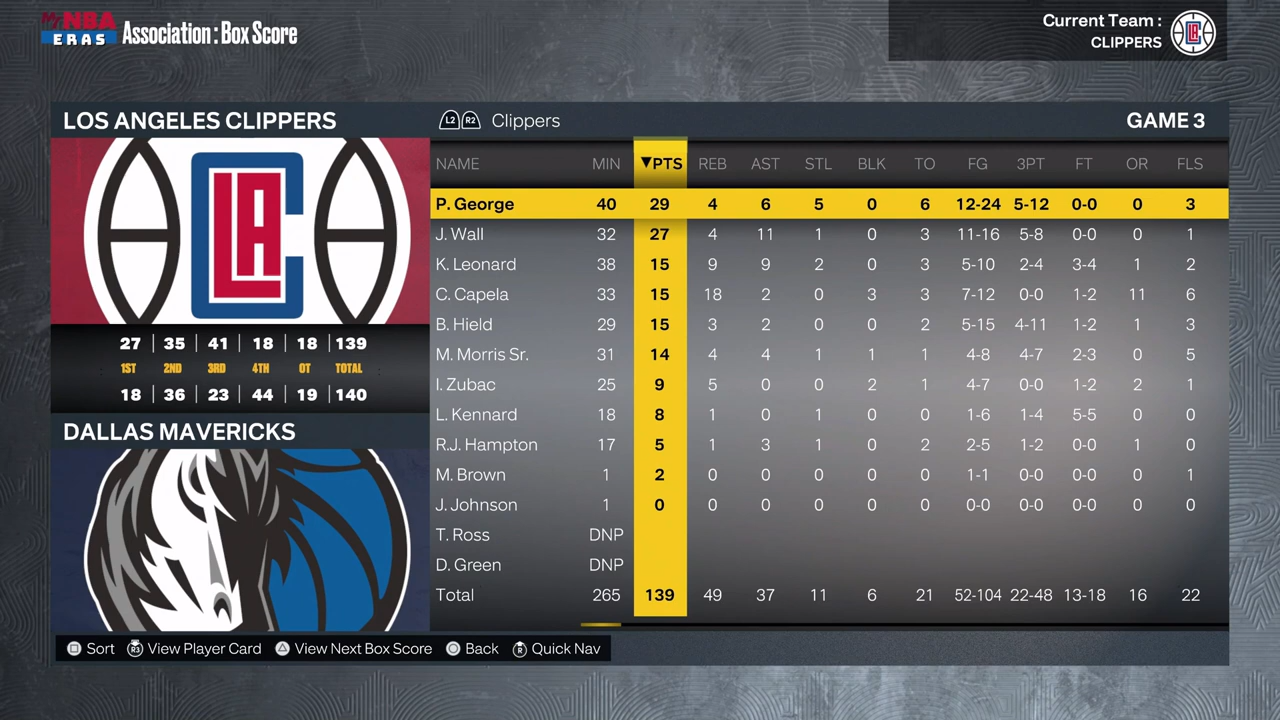 MyNBA ERAS Association : Box Score
Current Team :
CLIPPERS
LOS ANGELES CLIPPERS
LA
27 35 41 18 18 139
1ST 2ND 3RD 4TH OT TOTAL
18 36 23 44 19 140
DALLAS MAVERICKS
L2 R2 Clippers GAME 3
NAME MIN ▼PTS REB AST STL BLK TO FG 3PT FT OR FLS
P. George 40 29 4 6 5 0 6 12-24 5-12 0-0 0 3
J. Wall 32 27 4 11 1 0 3 11-16 5-8 0-0 0 1
K. Leonard 38 15 9 9 2 0 3 5-10 2-4 3-4 1 2
C. Capela 33 15 18 2 0 3 3 7-12 0-0 1-2 11 6
B. Hield 29 15 3 2 0 0 2 5-15 4-11 1-2 1 3
M. Morris Sr. 31 14 4 4 1 1 1 4-8 4-7 2-3 0 5
I. Zubac 25 9 5 0 0 2 1 4-7 0-0 1-2 2 1
L. Kennard 18 8 1 0 1 0 0 1-6 1-4 5-5 0 0
R.J. Hampton 17 5 1 3 1 0 2 2-5 1-2 0-0 1 0
M. Brown 1 2 0 0 0 0 0 1-1 0-0 0-0 0 1
J. Johnson 1 0 0 0 0 0 0 0-0 0-0 0-0 0 0
T. Ross DNP
D. Green DNP
Total 265 139 49 37 11 6 21 52-104 22-48 13-18 16 22
Sort R3 View Player Card View Next Box Score Back R Quick Nav